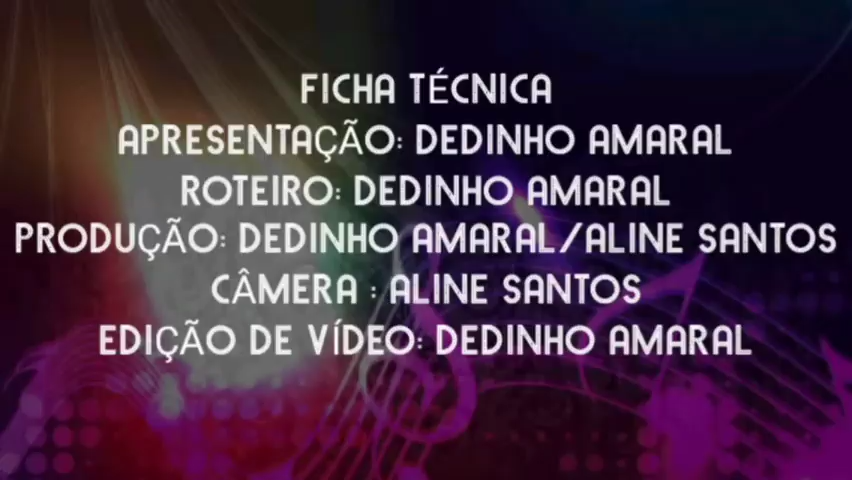 FICHA TÉCNICA
APRESENTAÇÃO: DEDINHO AMARAL
ROTEIRO: DEDINHO AMARAL
PRODUÇÃO: DEDINHO AMARAL/ALINE SANTOS
CÂMERA : ALINE SANTOS
EDIÇÃO DE VÍDEO: DEDINHO AMARAL